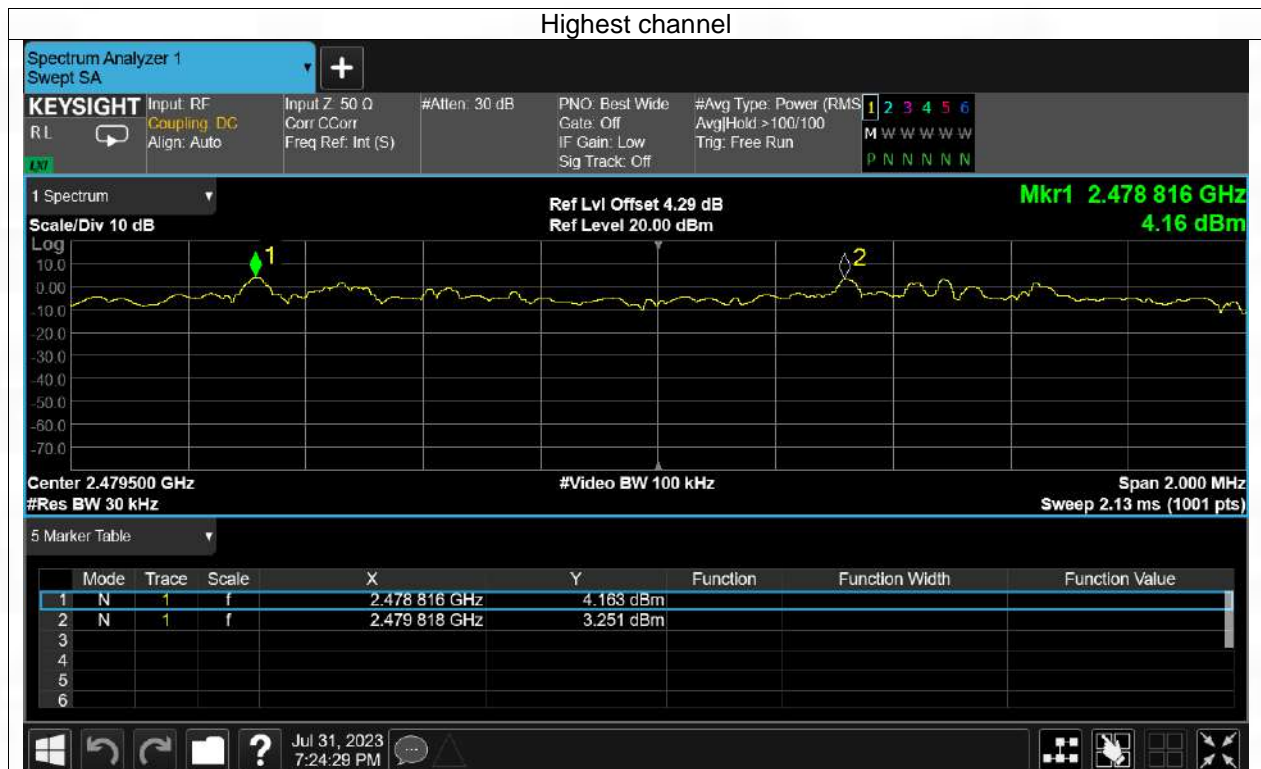 Highest channel
Spectrum Analyzer 1
Swept SA
+
KEYSIGHT
RL
LXI
Input: RF
Coupling: DC
Align: Auto
Input Z: 50 Ω
Corr CCorr
Freq Ref: Int (S)
#Atten: 30 dB
PNO: Best Wide
Gate: Off
IF Gain: Low
Sig Track: Off
#Avg Type: Power (RMS
Avg|Hold:>100/100
Trig: Free Run
1 2 3 4 5 6
M W W W W W
P N N N N N
1 Spectrum
Scale/Div 10 dB
Ref Lvl Offset 4.29 dB
Ref Level 20.00 dBm
Mkr1 2.478 816 GHz
4.16 dBm
Log
10.0
0.00
-10.0
-20.0
-30.0
-40.0
-50.0
-60.0
-70.0
1
2
Center 2.479500 GHz
#Res BW 30 kHz
#Video BW 100 kHz
Span 2.000 MHz
Sweep 2.13 ms (1001 pts)
5 Marker Table
Mode Trace Scale X Y Function Function Width Function Value
1 N 1 f 2.478 816 GHz 4.163 dBm
2 N 1 f 2.479 818 GHz 3.251 dBm
3
4
5
6
?
Jul 31, 2023
7:24:29 PM